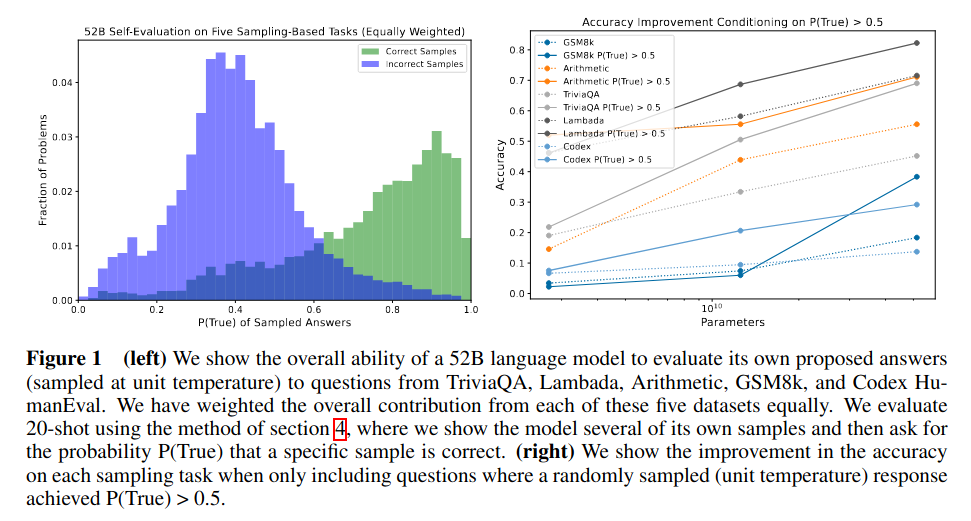 52B Self-Evaluation on Five Sampling-Based Tasks (Equally Weighted)
Correct Samples
Incorrect Samples
Fraction of Problems
0.04
0.03
0.02
0.01
0.00
0.0
0.2
0.4
0.6
0.8
1.0
P(True) of Sampled Answers
Accuracy Improvement Conditioning on P(True) > 0.5
GSM8k
GSM8k P(True) > 0.5
Arithmetic
Arithmetic P(True) > 0.5
TriviaQA
TriviaQA P(True) > 0.5
Lambada
Lambada P(True) > 0.5
Codex
Codex P(True) > 0.5
Accuracy
0.8
0.7
0.6
0.5
0.4
0.3
0.2
0.1
0.0
10¹⁰
Parameters
Figure 1 (left) We show the overall ability of a 52B language model to evaluate its own proposed answers
(sampled at unit temperature) to questions from TriviaQA, Lambada, Arithmetic, GSM8k, and Codex Hu-
manEval. We have weighted the overall contribution from each of these five datasets equally. We evaluate
20-shot using the method of section 4, where we show the model several of its own samples and then ask for
the probability P(True) that a specific sample is correct. (right) We show the improvement in the accuracy
on each sampling task when only including questions where a randomly sampled (unit temperature) response
achieved P(True) > 0.5.